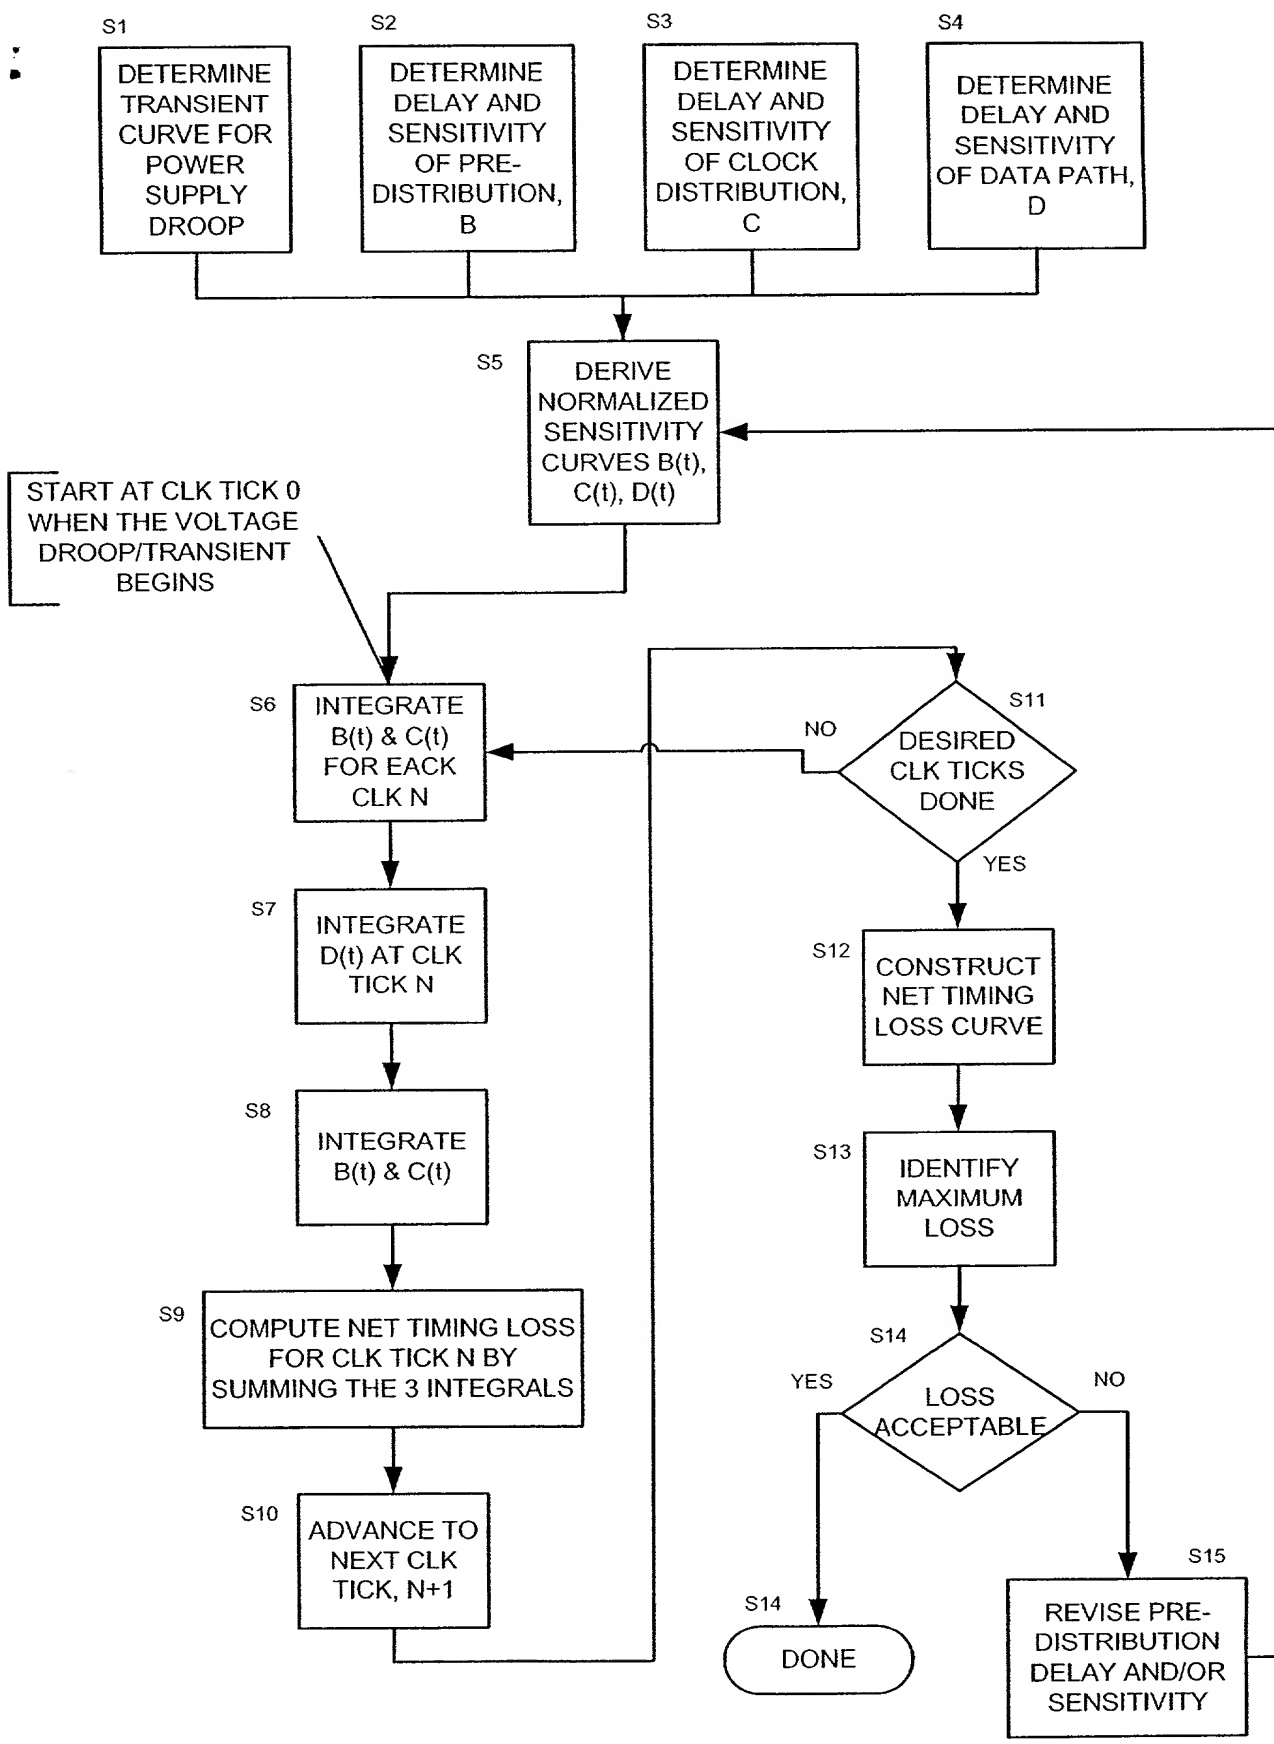 S1
DETERMINE
TRANSIENT
CURVE FOR
POWER
SUPPLY
DROOP
S2
DETERMINE
DELAY AND
SENSITIVITY
OF PRE-
DISTRIBUTION,
B
S3
DETERMINE
DELAY AND
SENSITIVITY
OF CLOCK
DISTRIBUTION,
C
S4
DETERMINE
DELAY AND
SENSITIVITY
OF DATA PATH,
D
S5
DERIVE
NORMALIZED
SENSITIVITY
CURVES B(t),
C(t), D(t)
START AT CLK TICK 0
WHEN THE VOLTAGE
DROOP/TRANSIENT
BEGINS
S6
INTEGRATE
B(t) & C(t)
FOR EACK
CLK N
S7
INTEGRATE
D(t) AT CLK
TICK N
S8
INTEGRATE
B(t) & C(t)
S9
COMPUTE NET TIMING LOSS
FOR CLK TICK N BY
SUMMING THE 3 INTEGRALS
S10
ADVANCE TO
NEXT CLK
TICK, N+1
S11
DESIRED
CLK TICKS
DONE
NO
YES
S12
CONSTRUCT
NET TIMING
LOSS CURVE
S13
IDENTIFY
MAXIMUM
LOSS
S14
LOSS
ACCEPTABLE
YES
NO
S14
DONE
S15
REVISE PRE-
DISTRIBUTION
DELAY AND/OR
SENSITIVITY